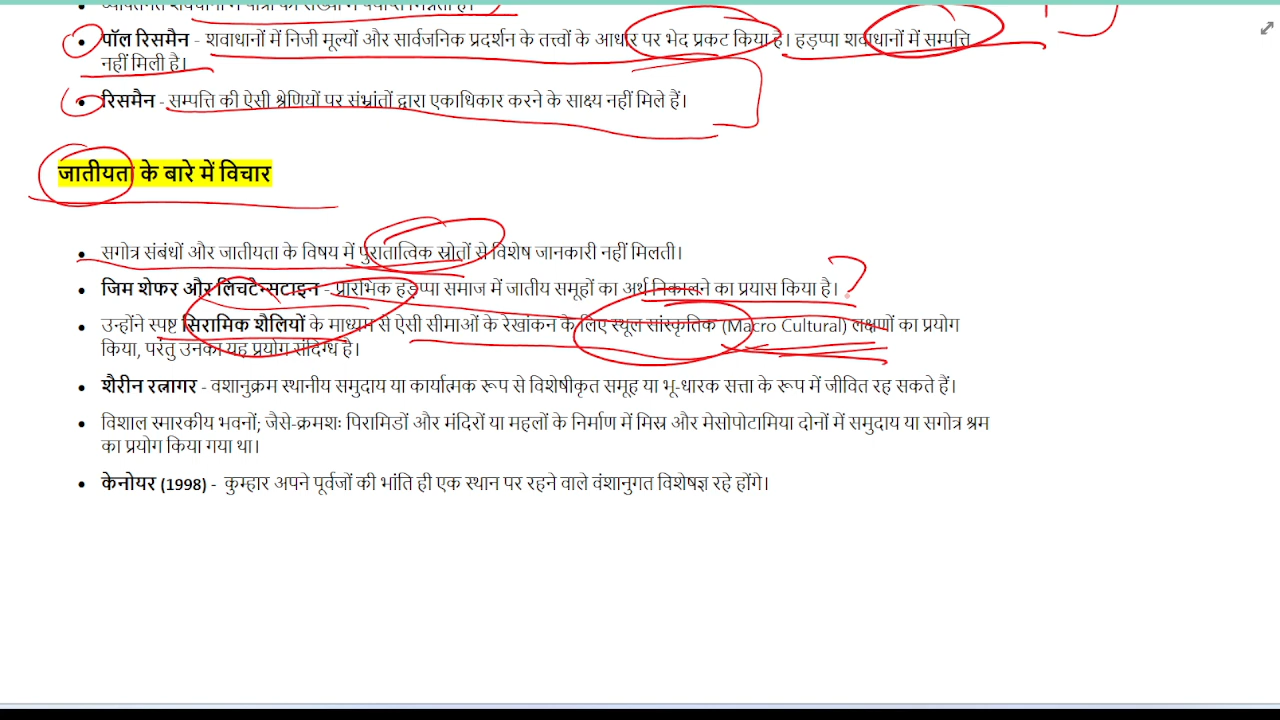 • पॉल रिसमैन - शवाधानों में निजी मूल्यों और सार्वजनिक प्रदर्शन के तत्त्वों के आधार पर भेद प्रकट किया है। हड़प्पा शवाधानों में सम्पत्ति
नहीं मिली है।
• रिसमैन - सम्पत्ति की ऐसी श्रेणियों पर संभ्रांतों द्वारा एकाधिकार करने के साक्ष्य नहीं मिले हैं।
जातीयता के बारे में विचार
• सगोत्र संबंधों और जातीयता के विषय में पुरातात्विक स्रोतों से विशेष जानकारी नहीं मिलती।
• जिम शेफर और लिचटेन्सटाइन - प्रारंभिक हड़प्पा समाज में जातीय समूहों का अर्थ निकालने का प्रयास किया है। ?
• उन्होंने स्पष्ट सिरामिक शैलियों के माध्यम से ऐसी सीमाओं के रेखांकन के लिए स्थूल सांस्कृतिक (Macro Cultural) लक्षणों का प्रयोग
किया, परंतु उनका यह प्रयोग संदिग्ध है।
• शैरीन रत्नागर - वशानुक्रम स्थानीय समुदाय या कार्यात्मक रूप से विशेषीकृत समूह या भू-धारक सत्ता के रूप में जीवित रह सकते हैं।
• विशाल स्मारकीय भवनों; जैसे-क्रमशः पिरामिडों और मंदिरों या महलों के निर्माण में मिस्र और मेसोपोटामिया दोनों में समुदाय या सगोत्र श्रम
का प्रयोग किया गया था।
• केनोयर (1998) - कुम्हार अपने पूर्वजों की भांति ही एक स्थान पर रहने वाले वंशानुगत विशेषज्ञ रहे होंगे।